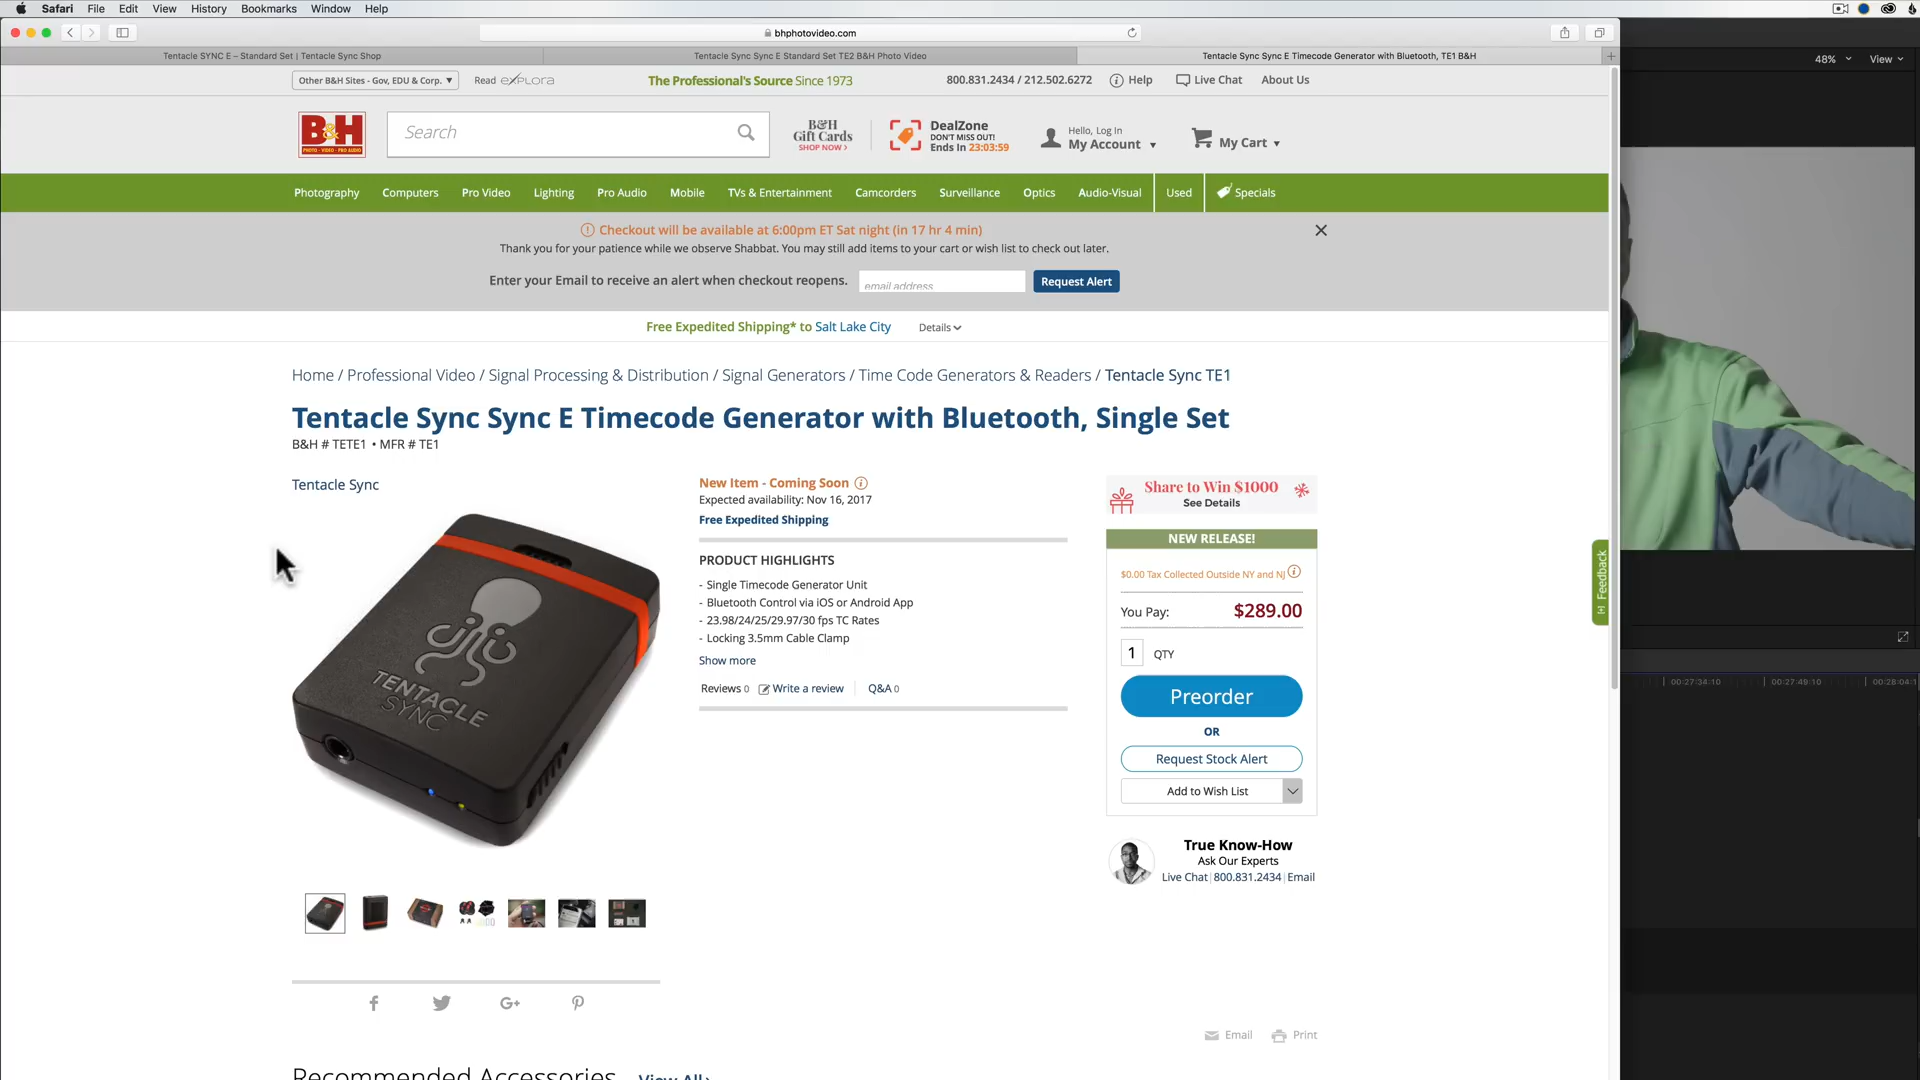 Safari File Edit View History Bookmarks Window Help
bhphotovideo.com
Tentacle SYNC E – Standard Set | Tentacle Sync Shop
Tentacle Sync Sync E Standard Set TE2 B&H Photo Video
Tentacle Sync Sync E Timecode Generator with Bluetooth, TE1 B&H
48% View
Other B&H Sites - Gov, EDU & Corp. ▼
Read explora
The Professional's Source Since 1973
800.831.2434 / 212.502.6272
Help
Live Chat
About Us
B&H
PHOTO - VIDEO - PRO AUDIO
Search
B&H
Gift Cards
SHOP NOW >
DealZone
DON'T MISS OUT!
Ends In 23:03:59
Hello, Log In
My Account ▼
My Cart ▼
Photography Computers Pro Video Lighting Pro Audio Mobile TVs & Entertainment Camcorders Surveillance Optics Audio-Visual Used Specials
Checkout will be available at 6:00pm ET Sat night (in 17 hr 4 min)
Thank you for your patience while we observe Shabbat. You may still add items to your cart or wish list to check out later.
Enter your Email to receive an alert when checkout reopens. email address Request Alert
Free Expedited Shipping* to Salt Lake City Details
Home / Professional Video / Signal Processing & Distribution / Signal Generators / Time Code Generators & Readers / Tentacle Sync TE1
Tentacle Sync Sync E Timecode Generator with Bluetooth, Single Set
B&H # TETE1 • MFR # TE1
Tentacle Sync
TENTACLE
SYNC
New Item - Coming Soon
Expected availability: Nov 16, 2017
Free Expedited Shipping
PRODUCT HIGHLIGHTS
- Single Timecode Generator Unit
- Bluetooth Control via iOS or Android App
- 23.98/24/25/29.97/30 fps TC Rates
- Locking 3.5mm Cable Clamp
Show more
Reviews 0 Write a review Q&A 0
Share to Win $1000
See Details
NEW RELEASE!
$0.00 Tax Collected Outside NY and NJ
You Pay: $289.00
1 QTY
Preorder
OR
Request Stock Alert
Add to Wish List
True Know-How
Ask Our Experts
Live Chat | 800.831.2434 | Email
[+] Feedback
00:27:34:10 00:27:49:10 00:28:04:1
Email Print
Recommended Accessories View All>